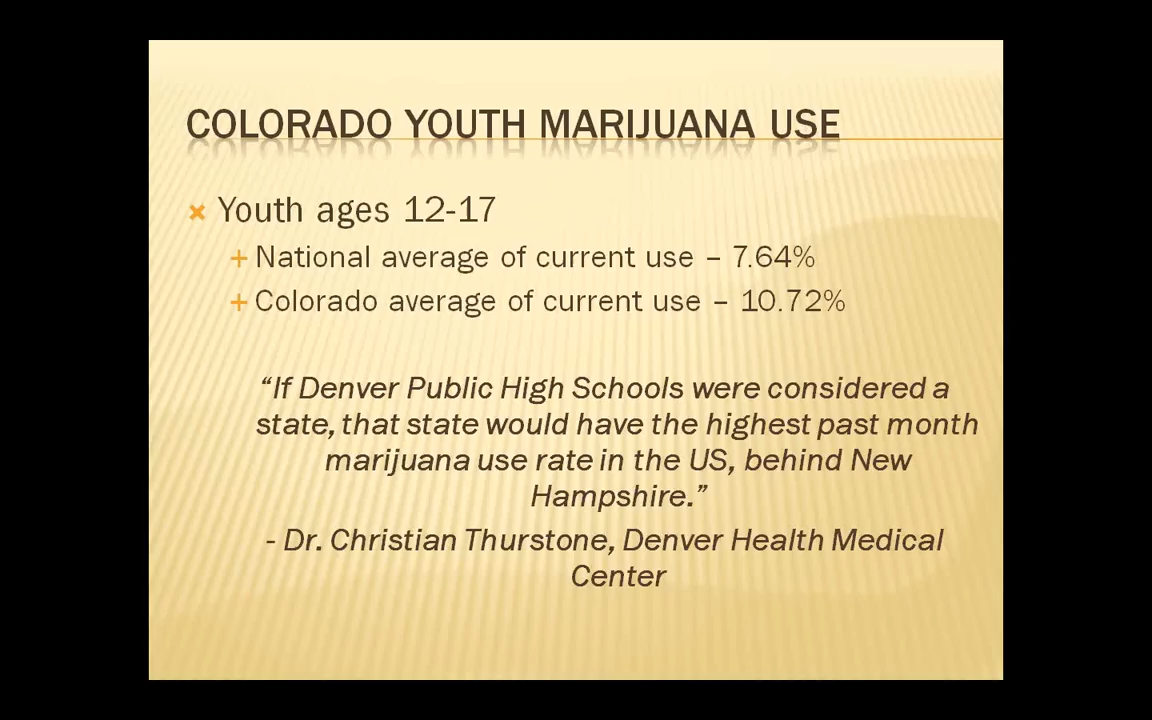 COLORADO YOUTH MARIJUANA USE
Youth ages 12-17
National average of current use – 7.64%
Colorado average of current use – 10.72%
“If Denver Public High Schools were considered a
state, that state would have the highest past month
marijuana use rate in the US, behind New
Hampshire.”
- Dr. Christian Thurstone, Denver Health Medical
Center